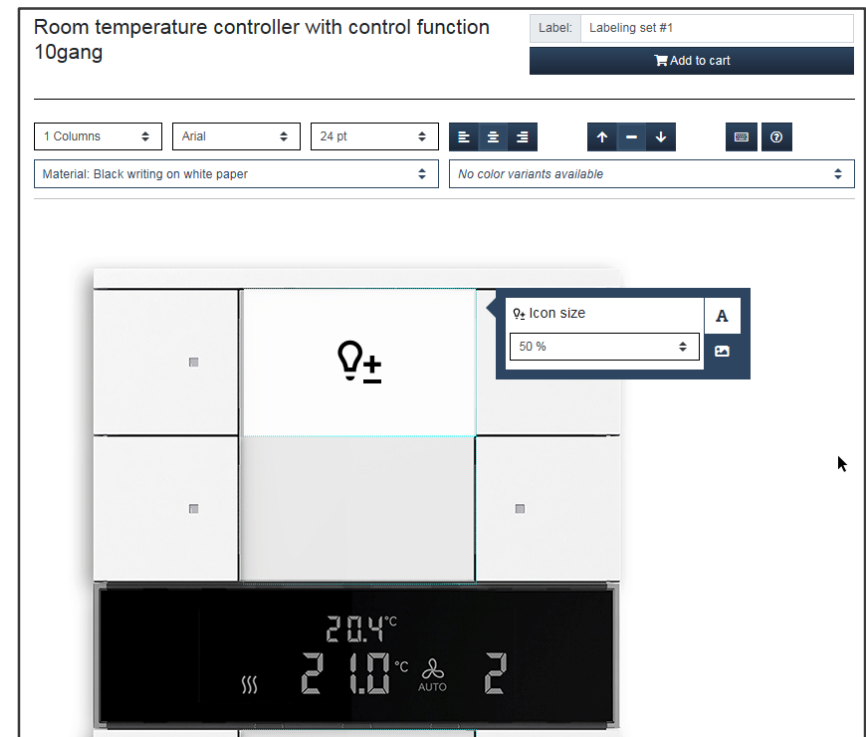 Room temperature controller with control function
10gang
Label: Labeling set #1
Add to cart
1 Columns
Arial
24 pt
Material: Black writing on white paper
No color variants available
Icon size
A
50 %
20.4°C
21.0 °C
AUTO
2